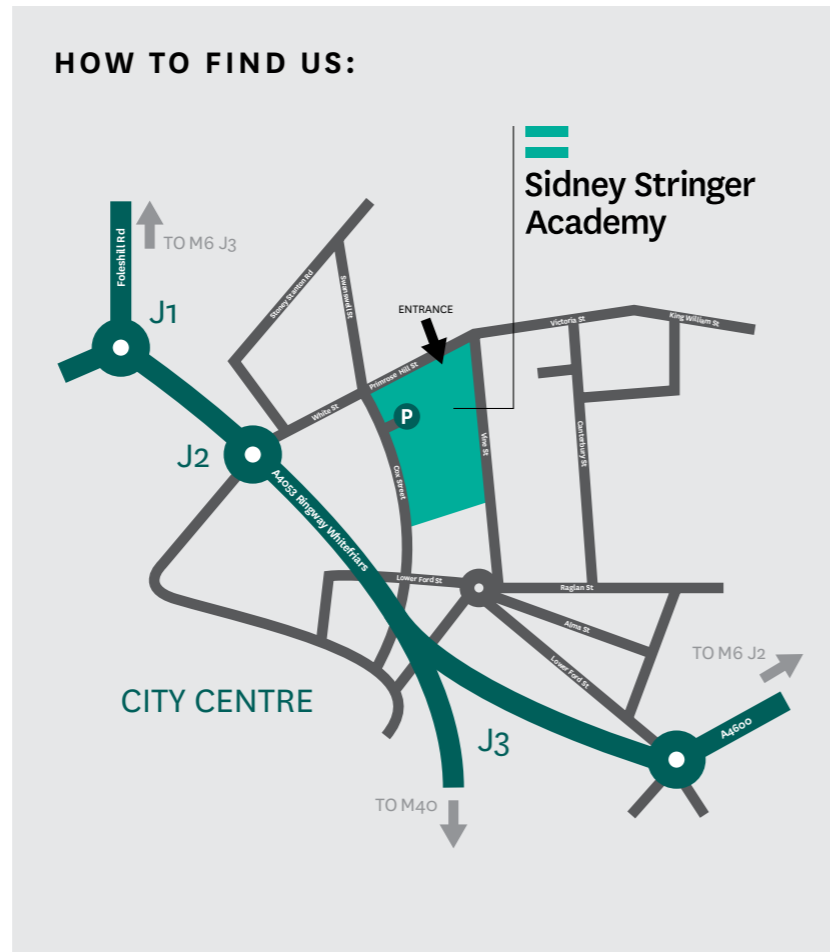 HOW TO FIND US:
Sidney Stringer
Academy
Foleshill Rd
TO M6 J3
Stoney Stanton Rd
Swanswell St
J1
ENTRANCE
Victoria St
King William St
Primrose Hill St
White St
P
J2
Cox Street
Vine St
Canterbury St
A4053 Ringway Whitefriars
Lower Ford St
Raglan St
Alma St
Lower Ford St
TO M6 J2
CITY CENTRE
A4600
J3
TO M40